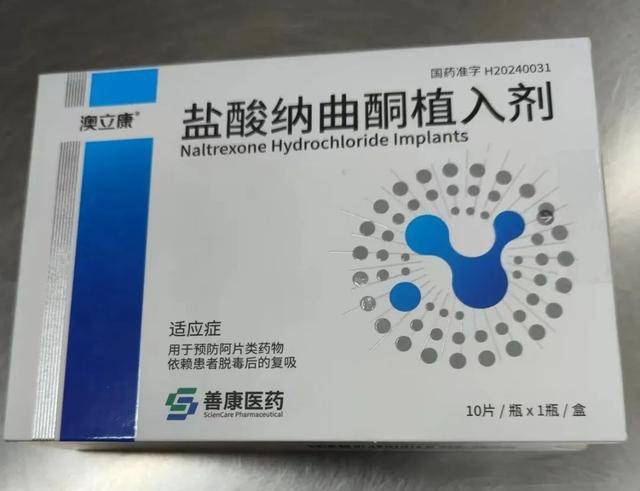 国药准字 H20240031
澳立康®
盐酸纳曲酮植入剂
Naltrexone Hydrochloride Implants
适应症
用于预防阿片类药物
依赖患者脱毒后的复吸
善康医药
ScienCare Pharmaceutical
10片/瓶x1瓶/盒